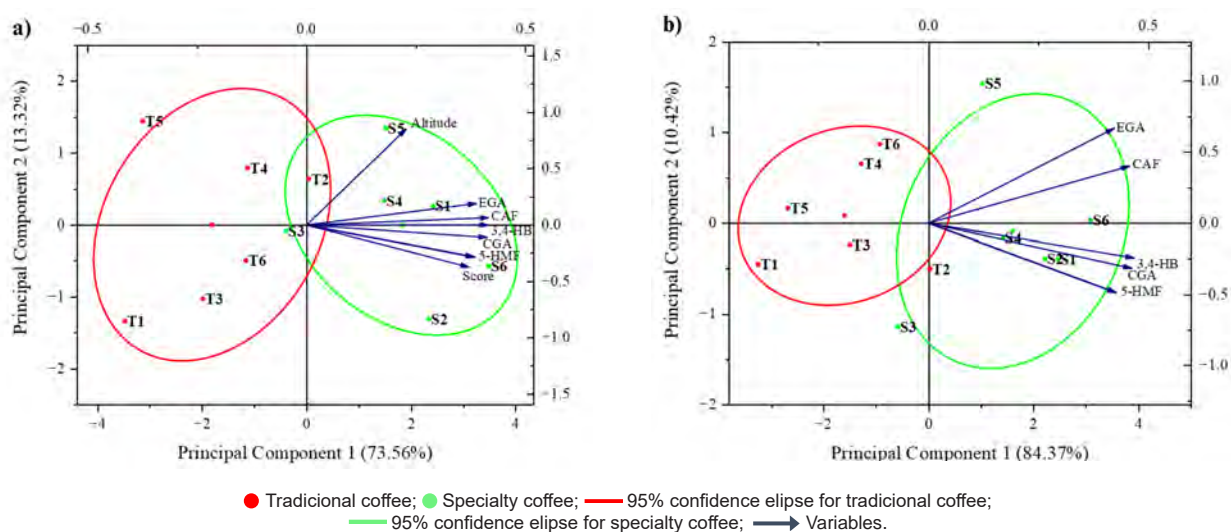 a)
-0.5 0.0 0.5
Principal Component 2 (13.32%)
2
1
0
−1
−2
1.5
1.0
0.5
0.0
−0.5
−1.0
−1.5
T5
T4
T2
S5
Altitude
S4
S1
EGA
CAF
3,4-HB
S3
CGA
5-HMF
T6
S6
Score
T3
T1
S2
−4 −2 0 2 4
Principal Component 1 (73.56%)
b)
0.0 0.5
Principal Component 2 (10.42%)
2
1
0
−1
−2
1.0
0.5
0.0
−0.5
−1.0
S5
EGA
T6
T4
CAF
T5
S6
T3
S4
T1
S2 S1
3,4-HB
T2
CGA
5-HMF
S3
−2 0 2 4
Principal Component 1 (84.37%)
Tradicional coffee; Specialty coffee; 95% confidence elipse for tradicional coffee;
95% confidence elipse for specialty coffee; Variables.